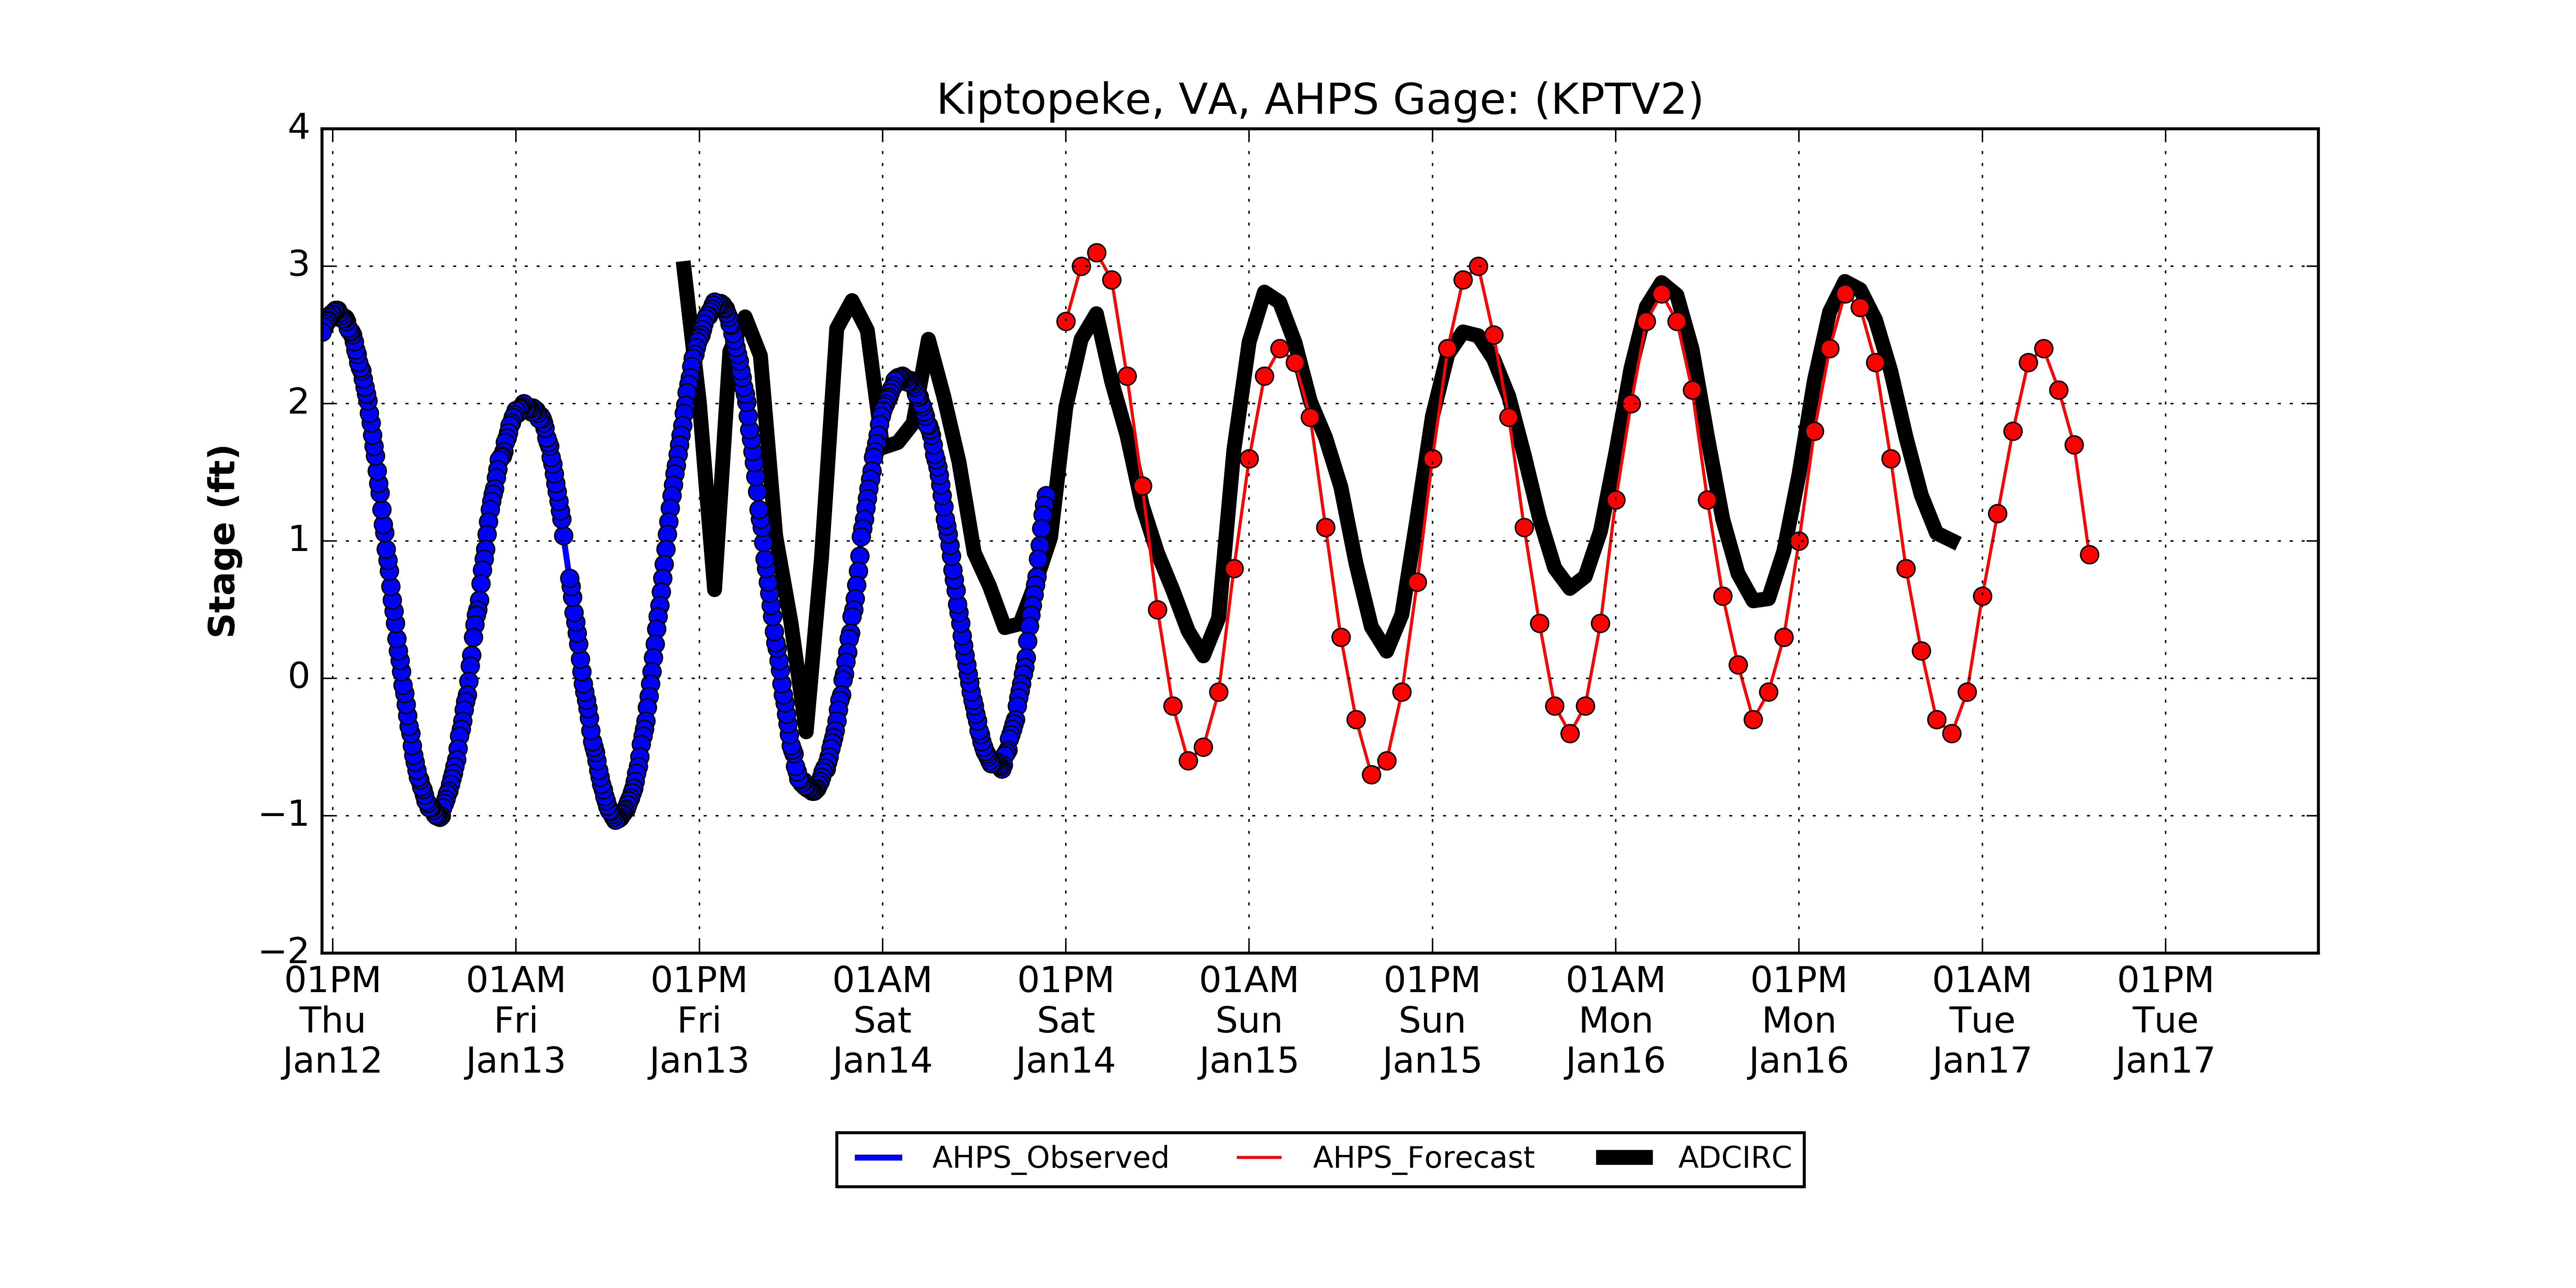 Kiptopeke, VA, AHPS Gage: (KPTV2)
4
3
2
1
0
−1
−2
Stage (ft)
01PM 01AM 01PM 01AM 01PM 01AM 01PM 01AM 01PM 01AM 01PM
Thu Fri Fri Sat Sat Sun Sun Mon Mon Tue Tue
Jan12 Jan13 Jan13 Jan14 Jan14 Jan15 Jan15 Jan16 Jan16 Jan17 Jan17
AHPS_Observed AHPS_Forecast ADCIRC